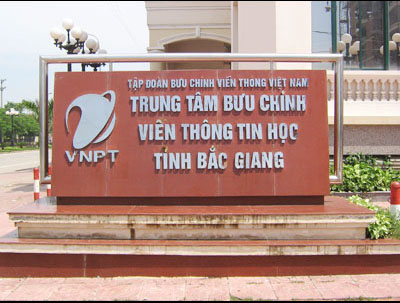 TẬP ĐOÀN BƯU CHÍNH VIỄN THÔNG VIỆT NAM
TRUNG TÂM BƯU CHÍNH
VIỄN THÔNG TIN HỌC
TỈNH BẮC GIANG
VNPT